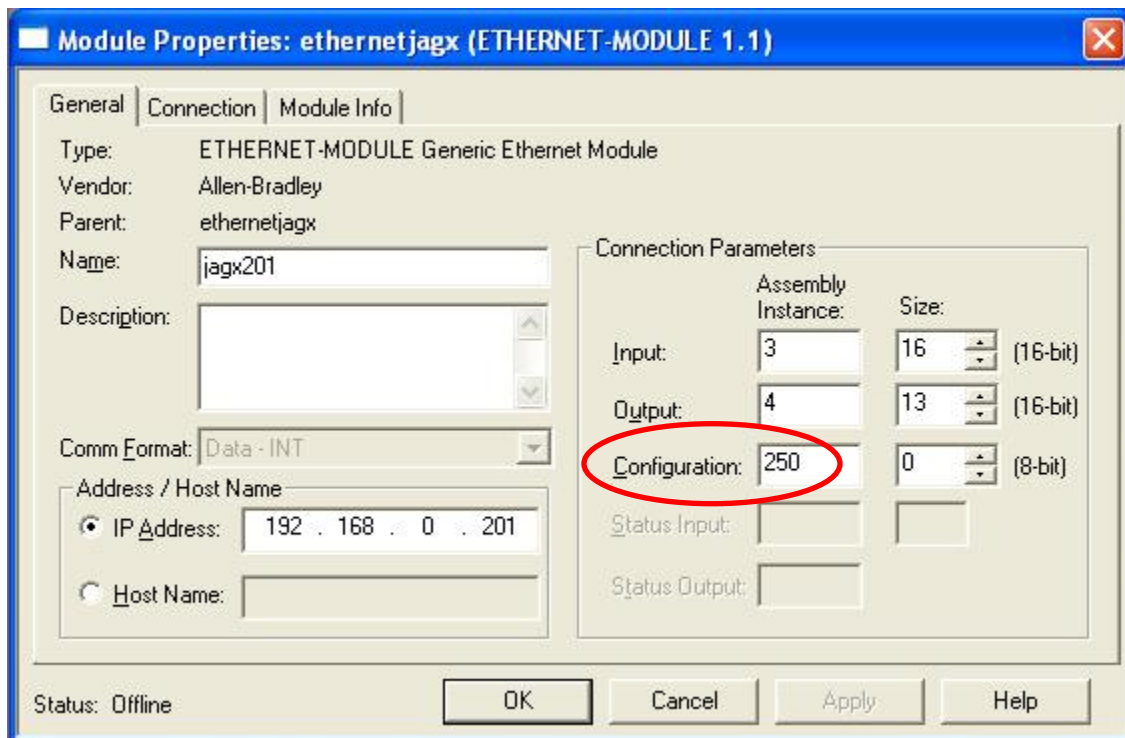 Module Properties: ethernetjagx (ETHERNET-MODULE 1.1)
General Connection Module Info
Type: ETHERNET-MODULE Generic Ethernet Module
Vendor: Allen-Bradley
Parent: ethernetjagx
Name: jagx201
Description:
Comm Format: Data - INT
Address / Host Name
IP Address: 192 . 168 . 0 . 201
Host Name:
Connection Parameters
Assembly
Instance: Size:
Input: 3 16 (16-bit)
Output: 4 13 (16-bit)
Configuration: 250 0 (8-bit)
Status Input:
Status Output:
Status: Offline OK Cancel Apply Help